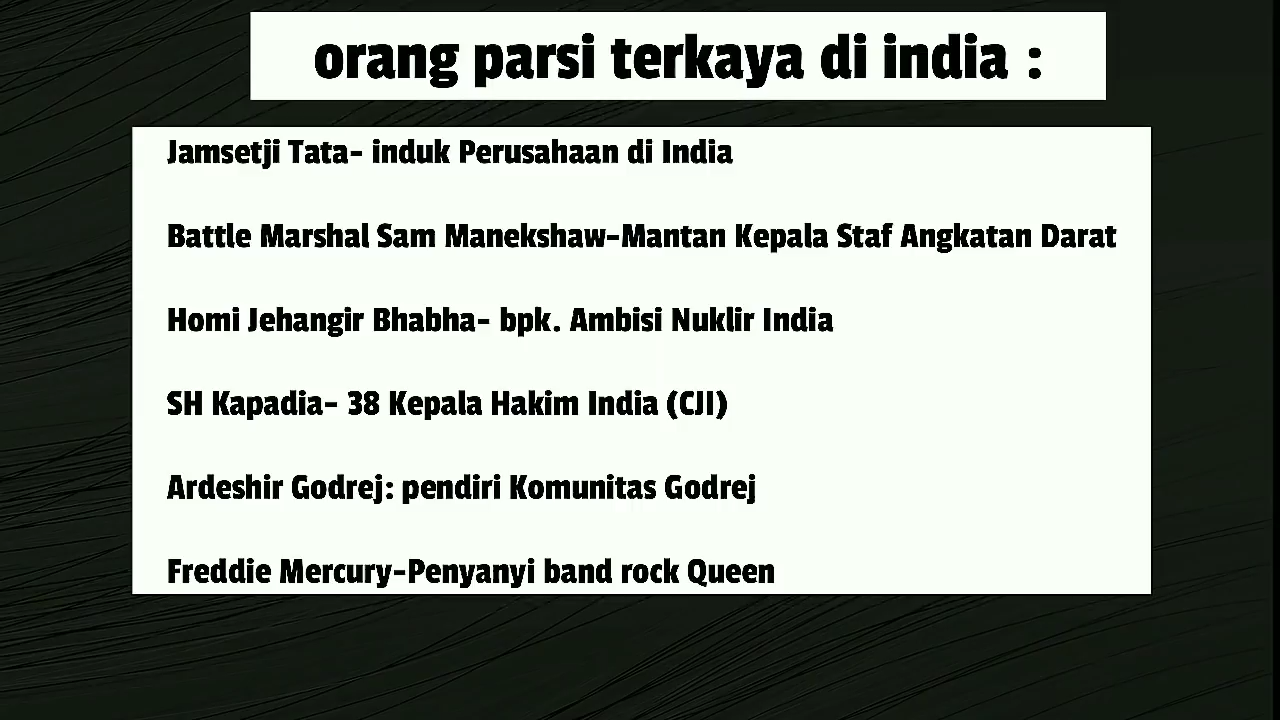 orang parsi terkaya di india :
Jamsetji Tata- induk Perusahaan di India
Battle Marshal Sam Manekshaw-Mantan Kepala Staf Angkatan Darat
Homi Jehangir Bhabha- bpk. Ambisi Nuklir India
SH Kapadia- 38 Kepala Hakim India (CJI)
Ardeshir Godrej: pendiri Komunitas Godrej
Freddie Mercury-Penyanyi band rock Queen